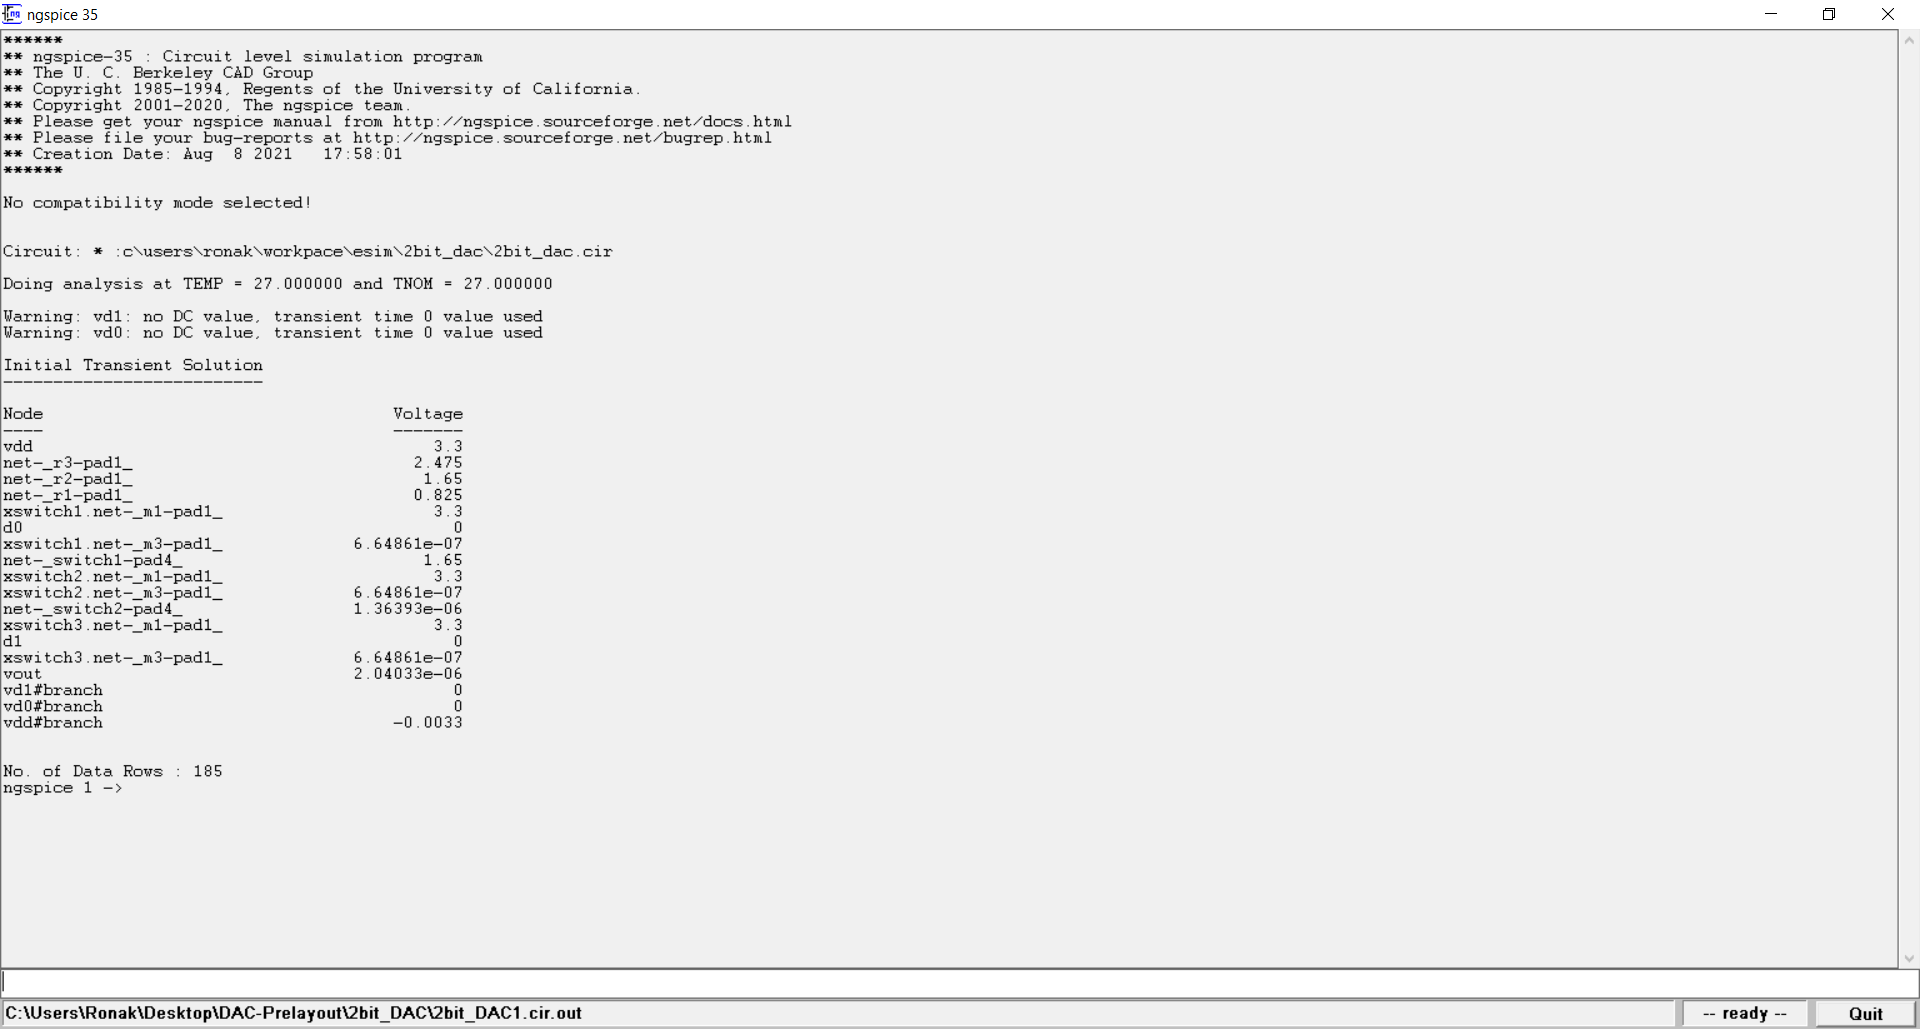 ngspice 35
******
** ngspice-35 : Circuit level simulation program
** The U. C. Berkeley CAD Group
** Copyright 1985-1994, Regents of the University of California.
** Copyright 2001-2020, The ngspice team.
** Please get your ngspice manual from http://ngspice.sourceforge.net/docs.html
** Please file your bug-reports at http://ngspice.sourceforge.net/bugrep.html
** Creation Date: Aug  8 2021   17:58:01
******
No compatibility mode selected!
Circuit: * :c\users\ronak\workpace\esim\2bit_dac\2bit_dac.cir
Doing analysis at TEMP = 27.000000 and TNOM = 27.000000
Warning: vd1: no DC value, transient time 0 value used
Warning: vd0: no DC value, transient time 0 value used
Initial Transient Solution
--------------------------
Node                                   Voltage
----                                   -------
vdd                                        3.3
net-_r3-pad1_                            2.475
net-_r2-pad1_                             1.65
net-_r1-pad1_                            0.825
xswitch1.net-_m1-pad1_                     3.3
d0                                           0
xswitch1.net-_m3-pad1_             6.64861e-07
net-_switch1-pad4_                        1.65
xswitch2.net-_m1-pad1_                     3.3
xswitch2.net-_m3-pad1_             6.64861e-07
net-_switch2-pad4_                 1.36393e-06
xswitch3.net-_m1-pad1_                     3.3
d1                                           0
xswitch3.net-_m3-pad1_             6.64861e-07
vout                               2.04033e-06
vd1#branch                                   0
vd0#branch                                   0
vdd#branch                             -0.0033
No. of Data Rows : 185
ngspice 1 ->
C:\Users\Ronak\Desktop\DAC-Prelayout\2bit_DAC\2bit_DAC1.cir.out
-- ready --
Quit